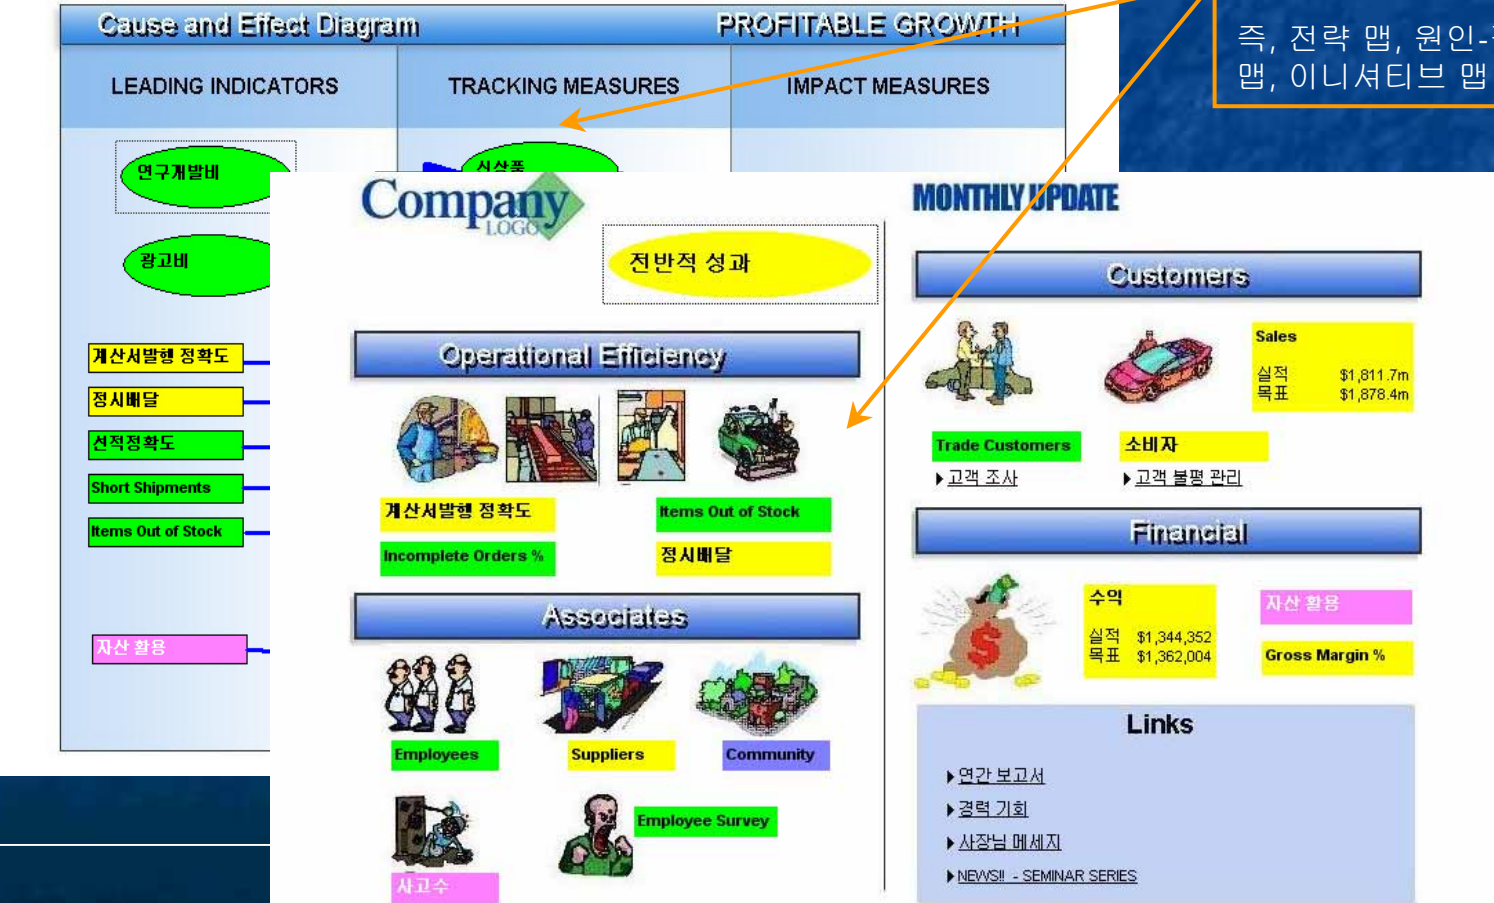 Cause and Effect Diagram
PROFITABLE GROWTH
LEADING INDICATORS
TRACKING MEASURES
IMPACT MEASURES
즉, 전략 맵, 원인-
맵, 이니셔티브 맵
연구개발비
신상품
광고비
계산서발행 정확도
정시배달
선적정확도
Short Shipments
Items Out of Stock
자산 활용
Company
LOGO
전반적 성과
MONTHLY UPDATE
Operational Efficiency
계산서발행 정확도
Items Out of Stock
Incomplete Orders %
정시배달
Associates
Employees
Suppliers
Community
Employee Survey
사고수
Customers
Sales
실적 $1,811.7m
목표 $1,878.4m
Trade Customers
소비자
고객 조사
고객 불평 관리
Financial
수익
실적 $1,344,352
목표 $1,362,004
자산 활용
Gross Margin %
Links
연간 보고서
경력 기회
사장님 메세지
NEWS!! - SEMINAR SERIES